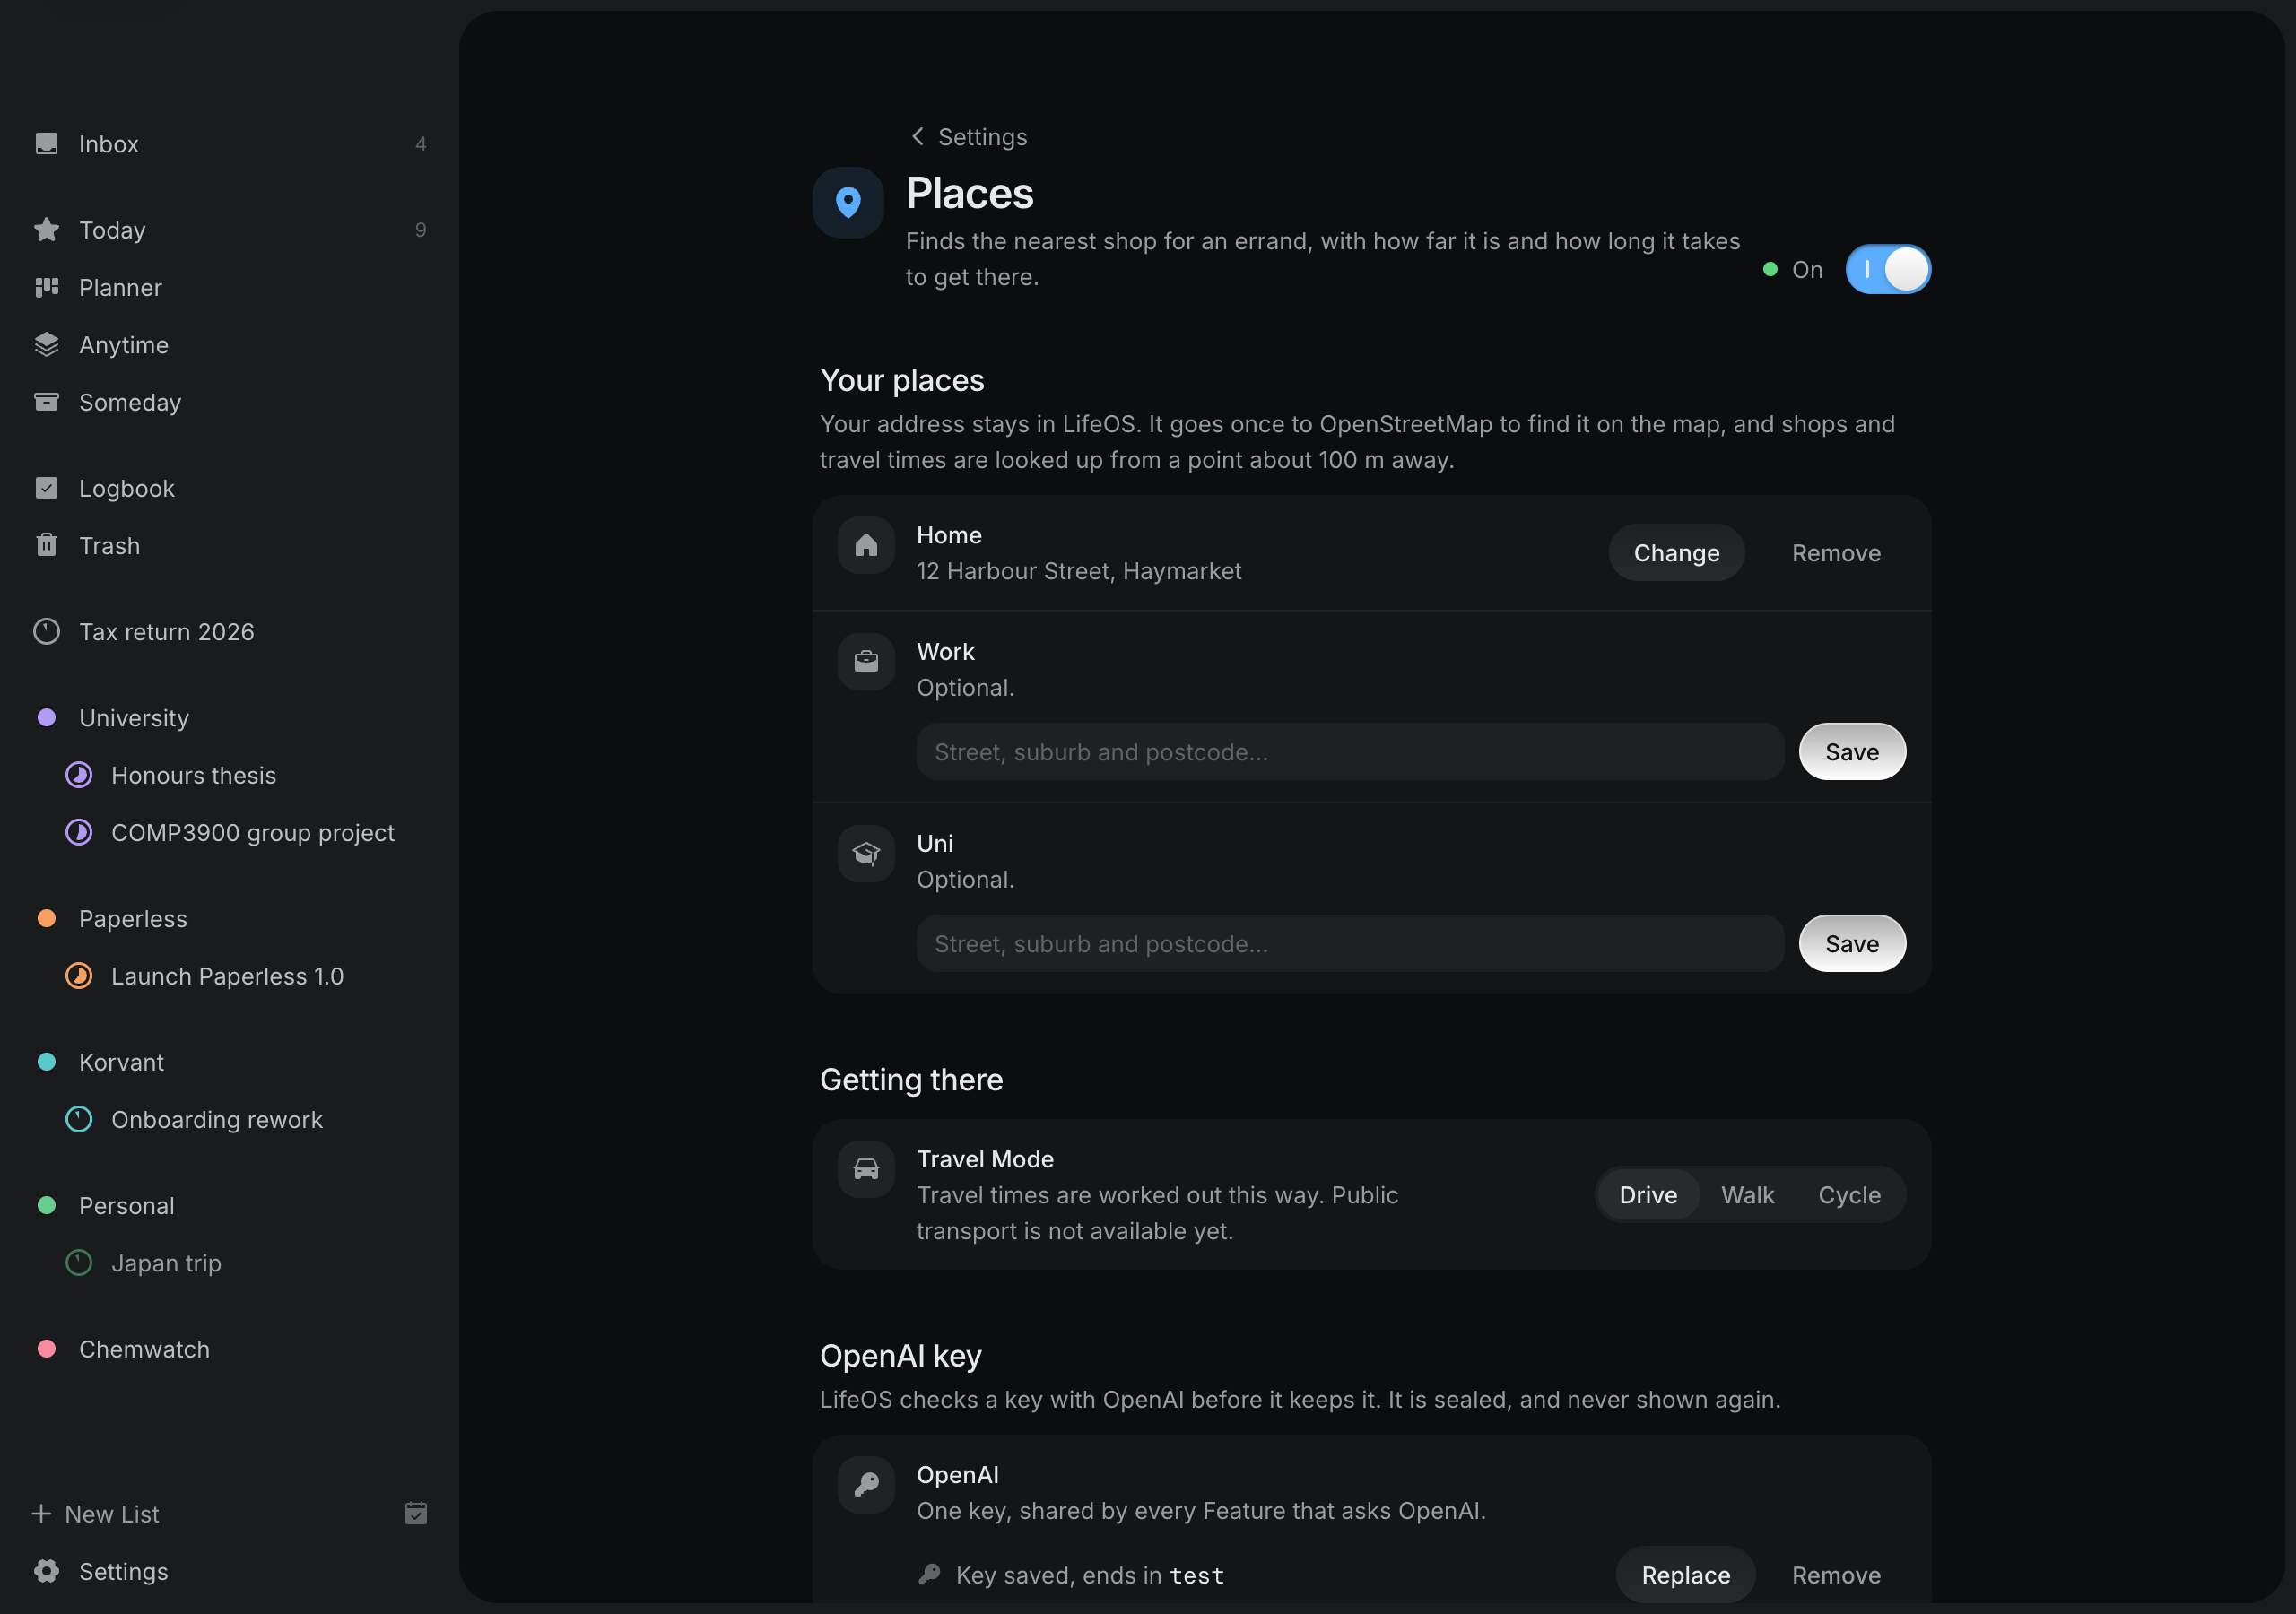 Inbox 4
Today 9
Planner
Anytime
Someday
Logbook
Trash
Tax return 2026
University
Honours thesis
COMP3900 group project
Paperless
Launch Paperless 1.0
Korvant
Onboarding rework
Personal
Japan trip
Chemwatch
New List
Settings
Settings
Places
Finds the nearest shop for an errand, with how far it is and how long it takes
to get there.
On
Your places
Your address stays in LifeOS. It goes once to OpenStreetMap to find it on the map, and shops and
travel times are looked up from a point about 100 m away.
Home
12 Harbour Street, Haymarket
Change
Remove
Work
Optional.
Street, suburb and postcode...
Save
Uni
Optional.
Street, suburb and postcode...
Save
Getting there
Travel Mode
Travel times are worked out this way. Public
transport is not available yet.
Drive Walk Cycle
OpenAI key
LifeOS checks a key with OpenAI before it keeps it. It is sealed, and never shown again.
OpenAI
One key, shared by every Feature that asks OpenAI.
Key saved, ends in test
Replace
Remove